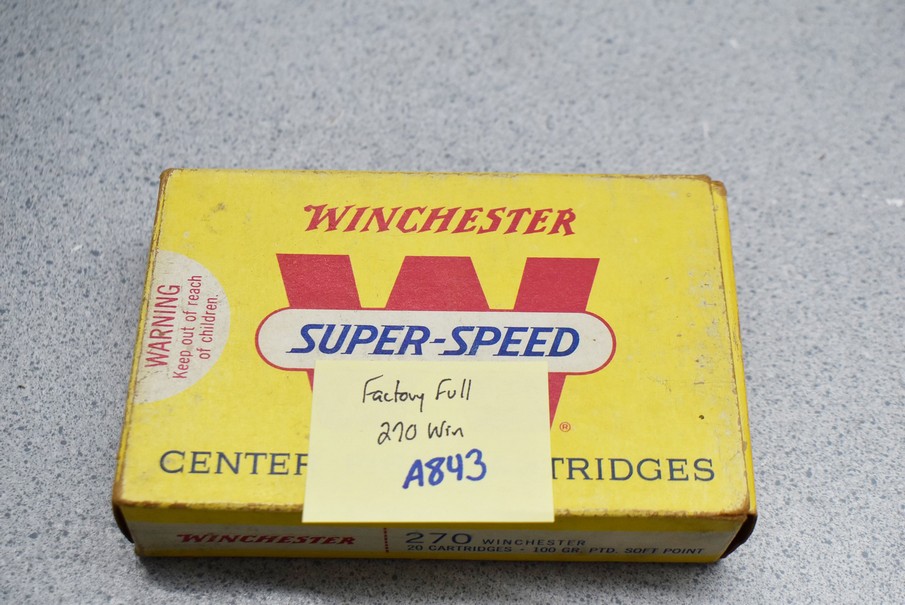 WINCHESTER
WARNING
Keep out of reach
of children.
SUPER-SPEED
Factory Full
270 Win
A843
®
CENTER TRIDGES
WINCHESTER 270 WINCHESTER
20 CARTRIDGES · 100 GR. PTD. SOFT POINT